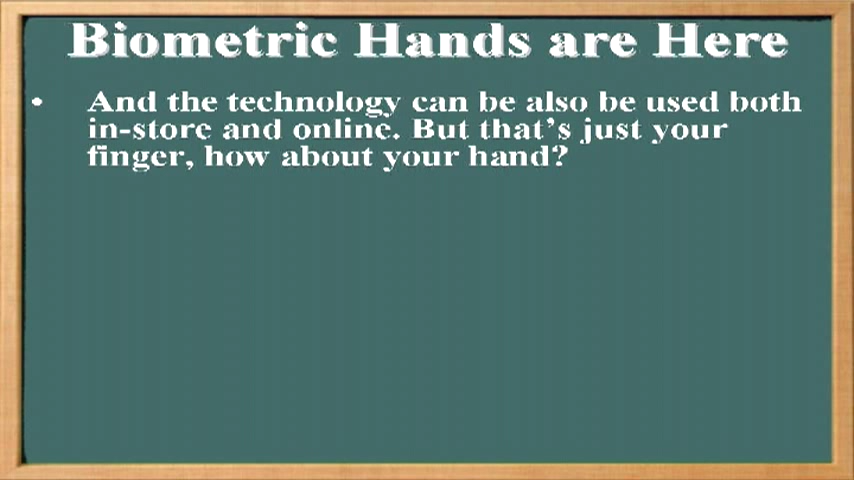 Biometric Hands are Here
• And the technology can be also be used both
in-store and online. But that's just your
finger, how about your hand?